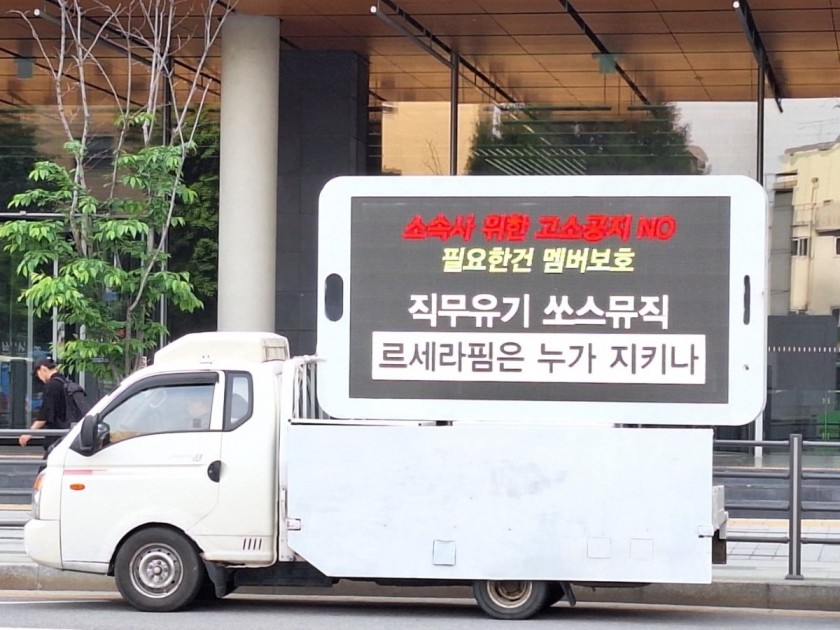 소속사 위한 고소공지 NO
필요한건 멤버보호
직무유기 쏘스뮤직
르세라핌은 누가 지키나